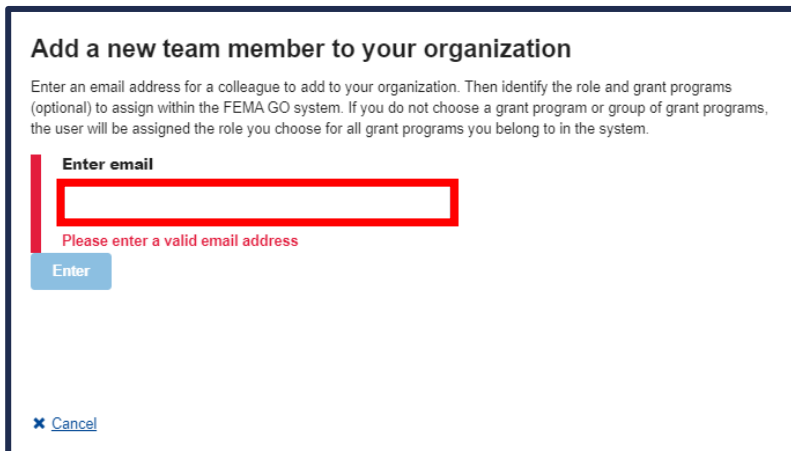 Add a new team member to your organization
Enter an email address for a colleague to add to your organization. Then identify the role and grant programs
(optional) to assign within the FEMA GO system. If you do not choose a grant program or group of grant programs,
the user will be assigned the role you choose for all grant programs you belong to in the system.
Enter email
Please enter a valid email address
Enter
✖ Cancel